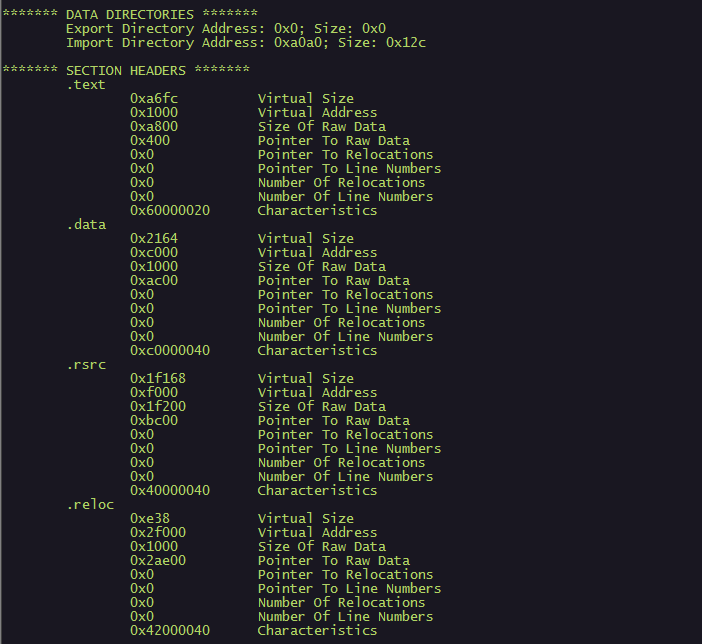 ******* DATA DIRECTORIES *******
Export Directory Address: 0x0; Size: 0x0
Import Directory Address: 0xa0a0; Size: 0x12c
******* SECTION HEADERS *******
.text
0xa6fc Virtual Size
0x1000 Virtual Address
0xa800 Size Of Raw Data
0x400 Pointer To Raw Data
0x0 Pointer To Relocations
0x0 Pointer To Line Numbers
0x0 Number Of Relocations
0x0 Number Of Line Numbers
0x60000020 Characteristics
.data
0x2164 Virtual Size
0xc000 Virtual Address
0x1000 Size Of Raw Data
0xac00 Pointer To Raw Data
0x0 Pointer To Relocations
0x0 Pointer To Line Numbers
0x0 Number Of Relocations
0x0 Number Of Line Numbers
0xc0000040 Characteristics
.rsrc
0x1f168 Virtual Size
0xf000 Virtual Address
0x1f200 Size Of Raw Data
0xbc00 Pointer To Raw Data
0x0 Pointer To Relocations
0x0 Pointer To Line Numbers
0x0 Number Of Relocations
0x0 Number Of Line Numbers
0x40000040 Characteristics
.reloc
0xe38 Virtual Size
0x2f000 Virtual Address
0x1000 Size Of Raw Data
0x2ae00 Pointer To Raw Data
0x0 Pointer To Relocations
0x0 Pointer To Line Numbers
0x0 Number Of Relocations
0x0 Number Of Line Numbers
0x42000040 Characteristics